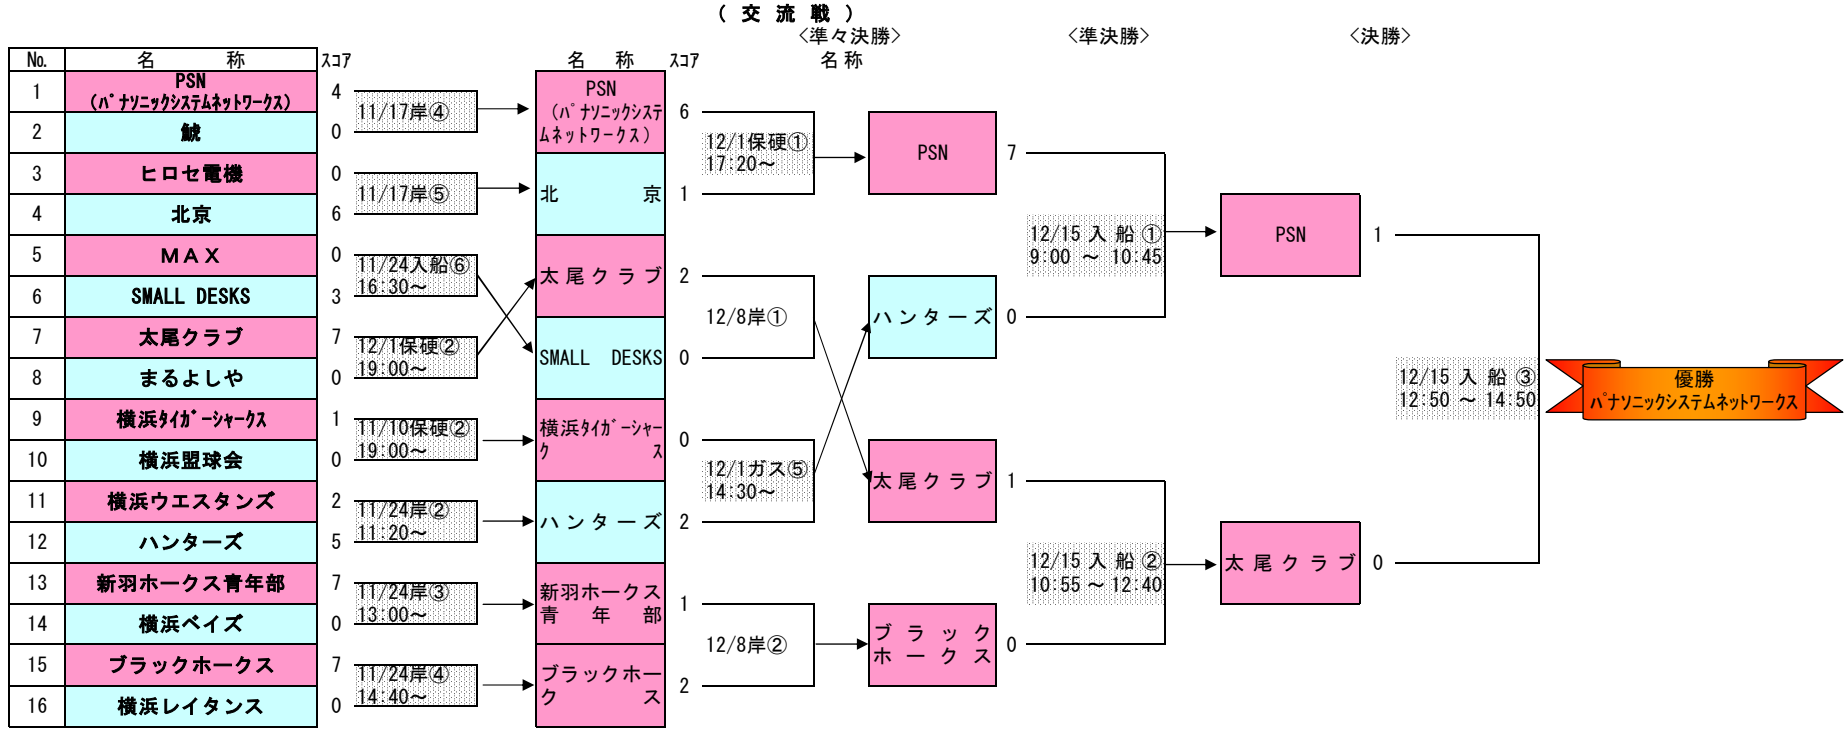 ( 交 流 戦 )
<準々決勝>
<準決勝>
<決勝>
No.
名 称
ｽｺｱ
名 称
ｽｺｱ
名 称
1
PSN
(ﾊﾟﾅｿﾆｯｸｼｽﾃﾑﾈｯﾄﾜｰｸｽ)
4
2
鯱
0
11/17岸④
3
ヒロセ電機
0
4
北京
6
11/17岸⑤
5
ＭＡＸ
0
6
SMALL DESKS
3
11/24入船⑥
16:30～
7
太尾クラブ
7
8
まるよしや
0
12/1保硬②
19:00～
9
横浜ﾀｲｶﾞｰｼｬｰｸｽ
1
10
横浜盟球会
0
11/10保硬②
19:00～
11
横浜ウエスタンズ
2
12
ハンターズ
5
11/24岸②
11:20～
13
新羽ホークス青年部
7
14
横浜ベイズ
0
11/24岸③
13:00～
15
ブラックホークス
7
16
横浜レイタンス
0
11/24岸④
14:40～
PSN
(ﾊﾟﾅｿﾆｯｸｼｽﾃ
ﾑﾈｯﾄﾜｰｸｽ)
6
北 京
1
12/1保硬①
17:20～
太尾クラブ
2
SMALL DESKS
0
12/8岸①
横浜ﾀｲｶﾞｰｼｬｰ
ｸ ｽ
0
ハンターズ
2
12/1ガス⑤
14:30～
新羽ホークス
青 年 部
1
ブラックホー
ク ス
2
12/8岸②
PSN
7
ハンターズ
0
12/15 入 船 ①
9:00 ～ 10:45
太尾クラブ
1
ブ ラ ッ ク
ホ ー ク ス
0
12/15 入 船 ②
10:55 ～ 12:40
PSN
1
太尾クラブ
0
12/15 入 船 ③
12:50 ～ 14:50
優勝
ﾊﾟﾅｿﾆｯｸｼｽﾃﾑﾈｯﾄﾜｰｸｽ